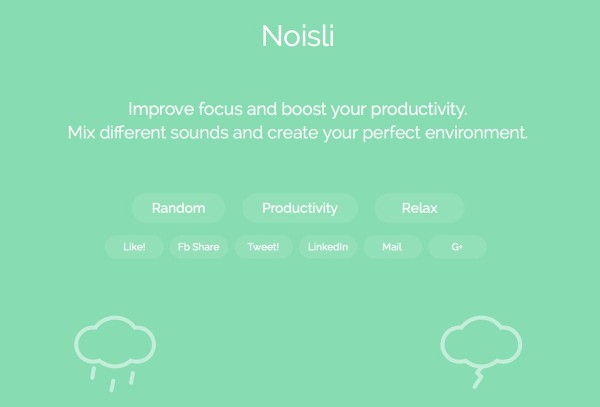 Noisli
Improve focus and boost your productivity.
Mix different sounds and create your perfect environment.
Random Productivity Relax
Like! Fb Share Tweet! LinkedIn Mail G+